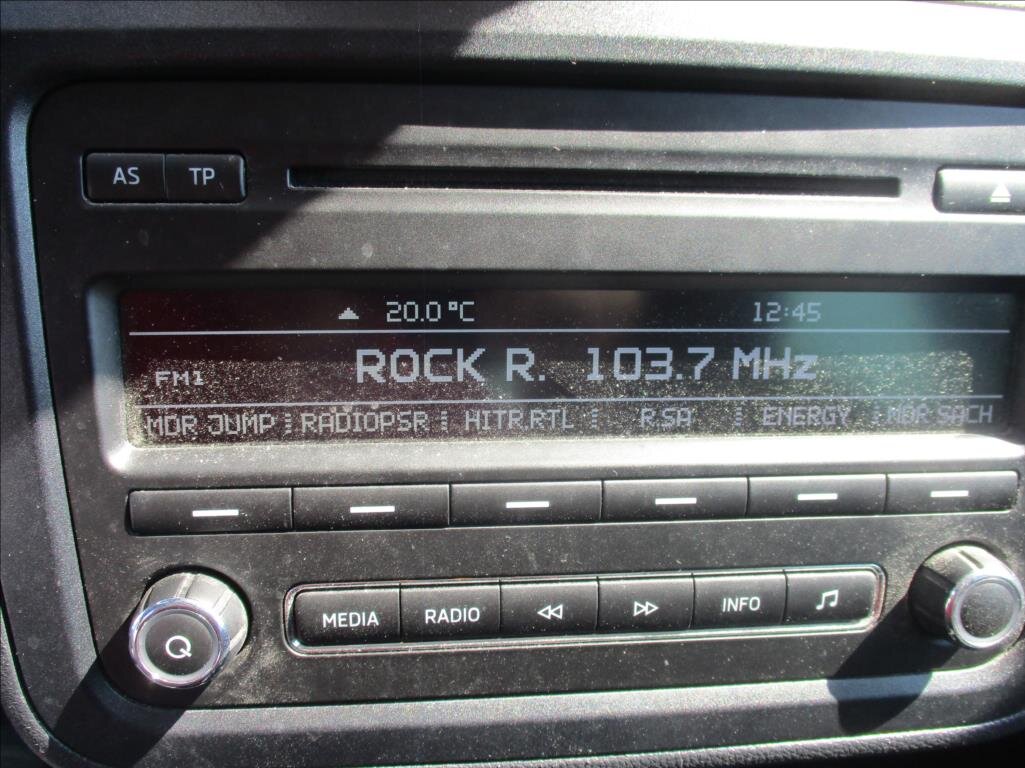 AS TP
20.0°C 12:45
ROCK R. 103.7 MHz
FM1
MDR JUMP RADIOPSR HITR.RTL R.SA ENERGY MDR SACH
MEDIA RADIO INFO